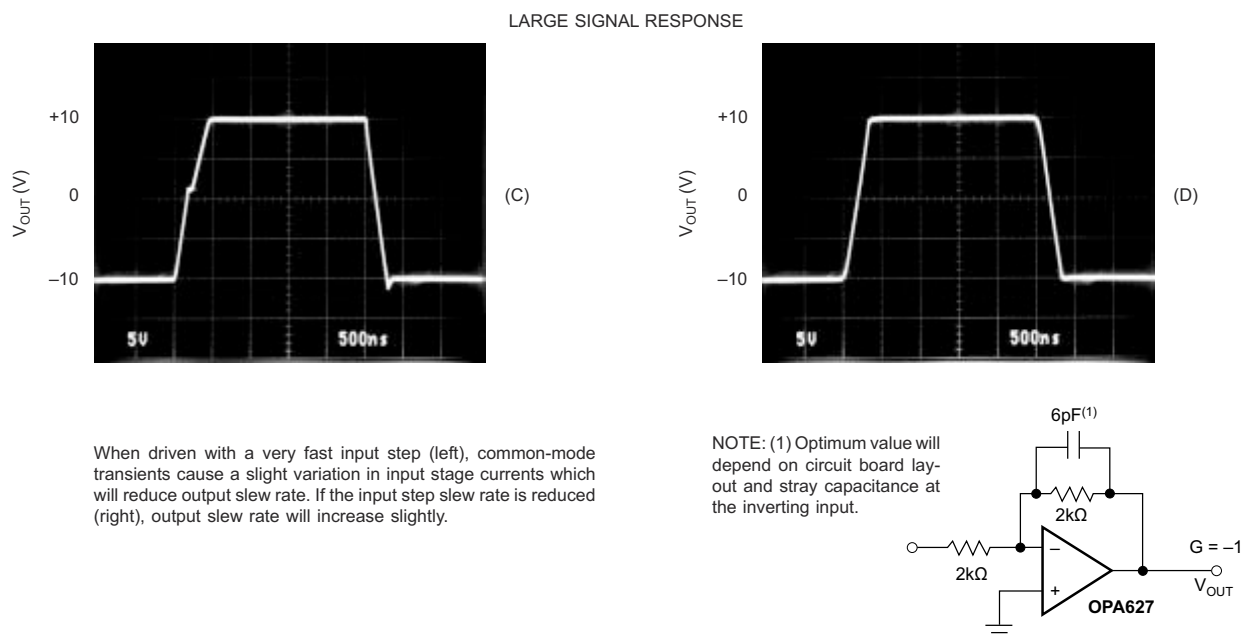 LARGE SIGNAL RESPONSE
+10
0
–10
V_OUT (V)
5V
500ns
(C)
+10
0
–10
V_OUT (V)
5V
500ns
(D)
When driven with a very fast input step (left), common-mode
transients cause a slight variation in input stage currents which
will reduce output slew rate. If the input step slew rate is reduced
(right), output slew rate will increase slightly.
NOTE: (1) Optimum value will
depend on circuit board lay-
out and stray capacitance at
the inverting input.
6pF(1)
2kΩ
2kΩ
–
+
OPA627
G = –1
V_OUT